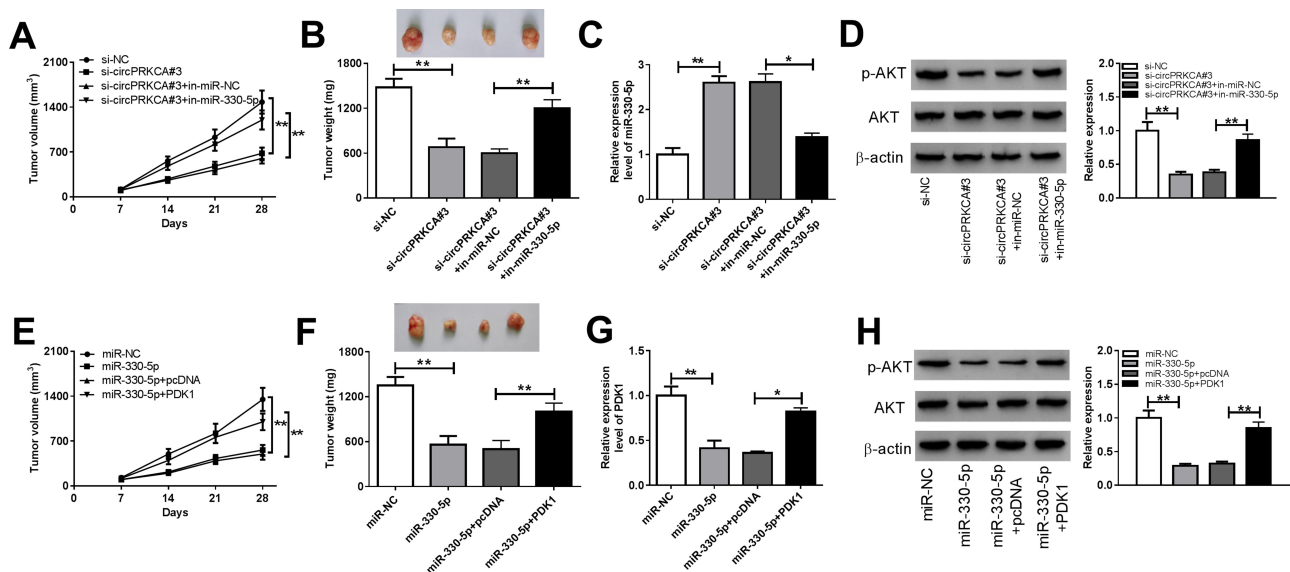 A
si-NC
si-circPRKCA#3
si-circPRKCA#3+in-miR-NC
si-circPRKCA#3+in-miR-330-5p
Tumor volume (mm3)
2100
1400
700
0
0
7
14
21
28
Days
**
**
B
Tumor weight (mg)
1800
1200
600
0
**
**
si-NC
si-circPRKCA#3
si-circPRKCA#3
+in-miR-NC
si-circPRKCA#3
+in-miR-330-5p
C
Relative expression
level of miR-330-5p
3
2
1
0
**
*
si-NC
si-circPRKCA#3
si-circPRKCA#3
+in-miR-NC
si-circPRKCA#3
+in-miR-330-5p
D
p-AKT
AKT
β-actin
si-NC
si-circPRKCA#3
si-circPRKCA#3
+in-miR-NC
si-circPRKCA#3
+in-miR-330-5p
si-NC
si-circPRKCA#3
si-circPRKCA#3+in-miR-NC
si-circPRKCA#3+in-miR-330-5p
2.0
1.5
1.0
0.5
0.0
**
**
E
miR-NC
miR-330-5p
miR-330-5p+pcDNA
miR-330-5p+PDK1
Tumor volume (mm3)
2100
1400
700
0
0
7
14
21
28
Days
**
**
F
Tumor weight (mg)
1800
1350
900
450
0
**
**
miR-NC
miR-330-5p
miR-330-5p+pcDNA
miR-330-5p+PDK1
G
Relative expression
level of PDK1
1.5
1.0
0.5
0.0
**
*
miR-NC
miR-330-5p
miR-330-5p+pcDNA
miR-330-5p+PDK1
H
p-AKT
AKT
β-actin
miR-NC
miR-330-5p
miR-330-5p
+pcDNA
miR-330-5p
+PDK1
miR-NC
miR-330-5p
miR-330-5p+pcDNA
miR-330-5p+PDK1
2.0
1.5
1.0
0.5
0.0
**
**